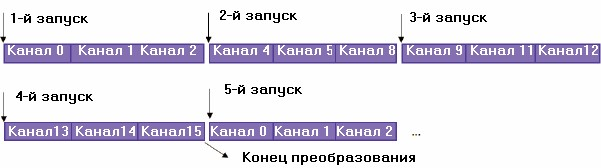 1-й запуск 2-й запуск 3-й запуск
Канал 0 Канал 1 Канал 2 Канал 4 Канал 5 Канал 8 Канал 9 Канал 11 Канал12
4-й запуск 5-й запуск
Канал13 Канал14 Канал15 Канал 0 Канал 1 Канал 2 ...
Конец преобразования